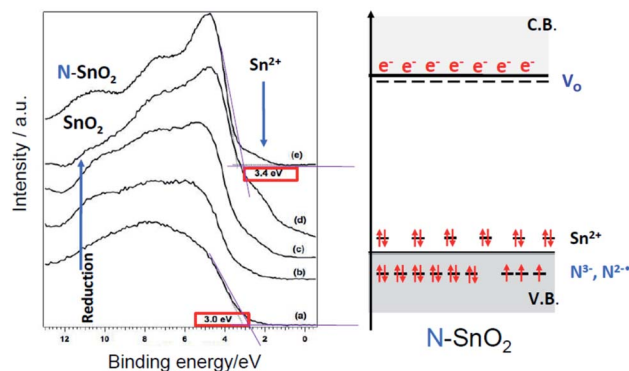 Intensity / a.u.
N-SnO₂
SnO₂
Sn²⁺
Reduction
(e)
3.4 eV
(d)
(c)
(b)
3.0 eV
(a)
12 10 8 6 4 2 0
Binding energy/eV
C.B.
e⁻ e⁻ e⁻ e⁻ e⁻ e⁻ e⁻
V₀
Sn²⁺
N³⁻, N²⁻•
V.B.
N-SnO₂